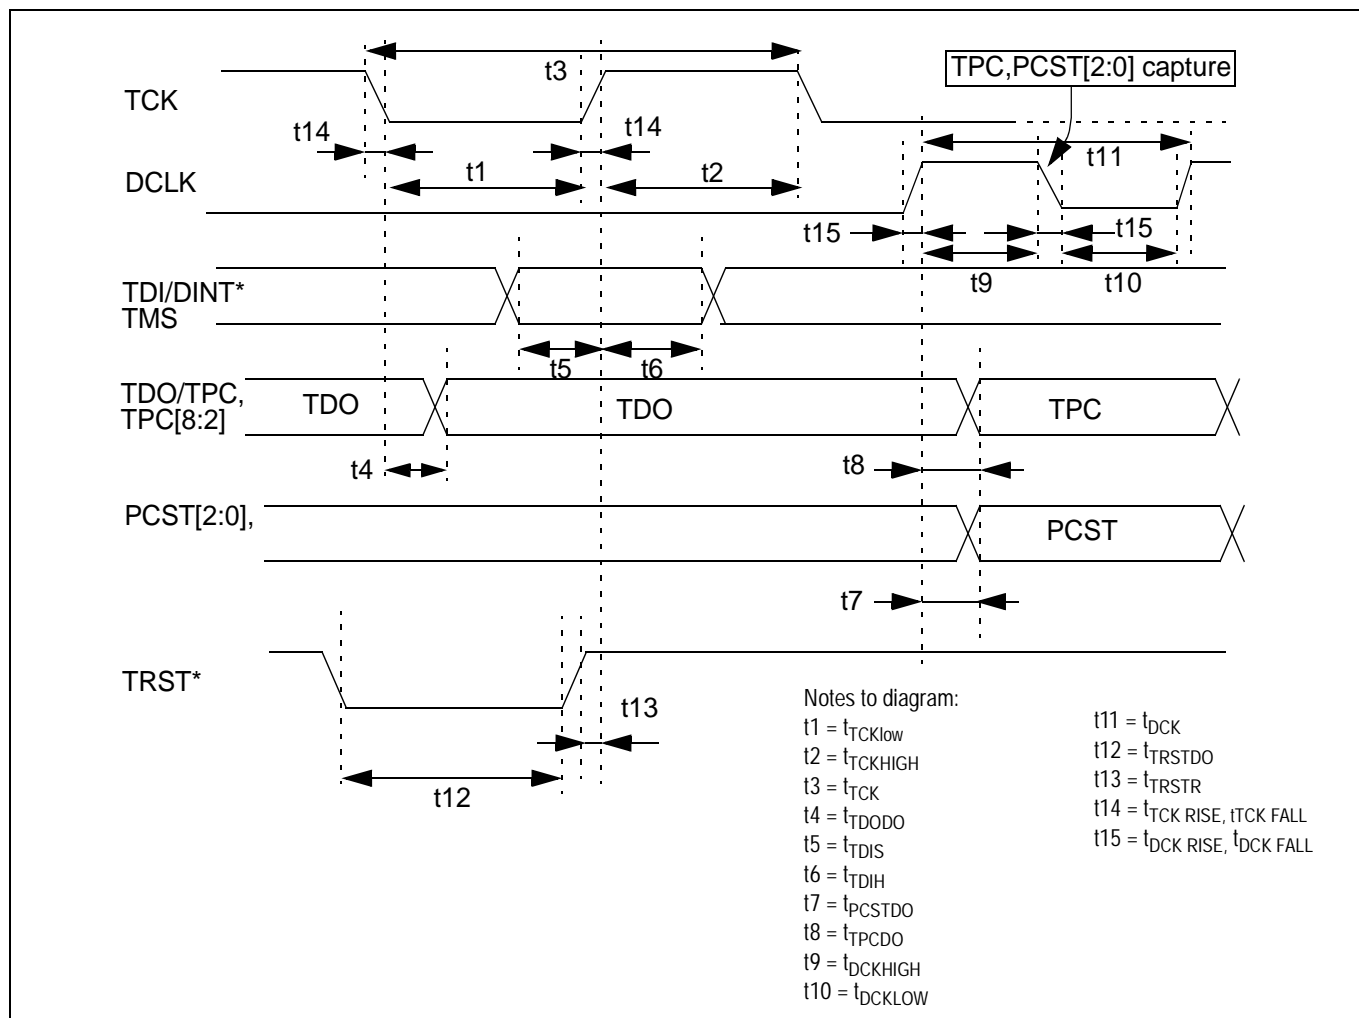 t3
TPC,PCST[2:0] capture
TCK
t14
t14
t11
DCLK
t1
t2
t15
t15
t9
t10
TDI/DINT*
TMS
t5
t6
TDO/TPC,
TPC[8:2]
TDO
TDO
TPC
t4
t8
PCST[2:0],
PCST
t7
TRST*
t13
t12
Notes to diagram:
t1 = tTCKlow
t2 = tTCKHIGH
t3 = tTCK
t4 = tTDODO
t5 = tTDIS
t6 = tTDIH
t7 = tPCSTDO
t8 = tTPCDO
t9 = tDCKHIGH
t10 = tDCKLOW
t11 = tDCK
t12 = tTRSTDO
t13 = tTRSTR
t14 = tTCK RISE, tTCK FALL
t15 = tDCK RISE, tDCK FALL